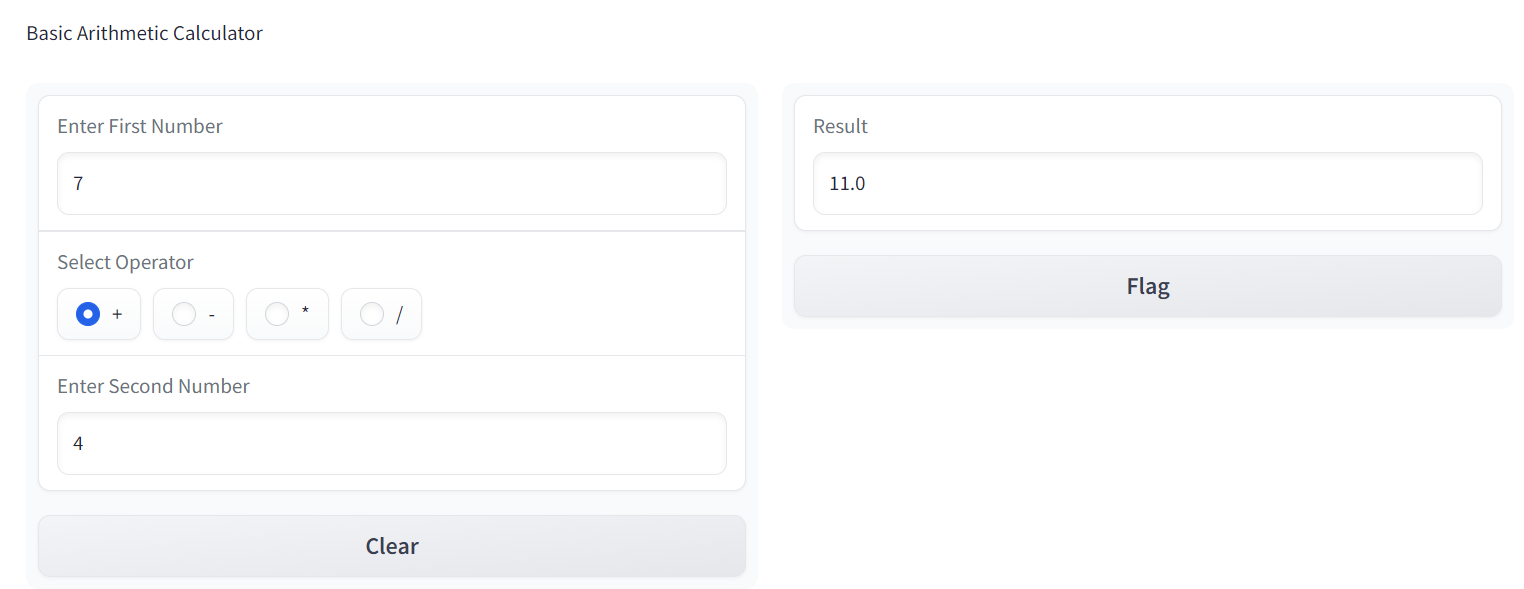 Basic Arithmetic Calculator
Enter First Number
7
Select Operator
+ - * /
Enter Second Number
4
Clear
Result
11.0
Flag